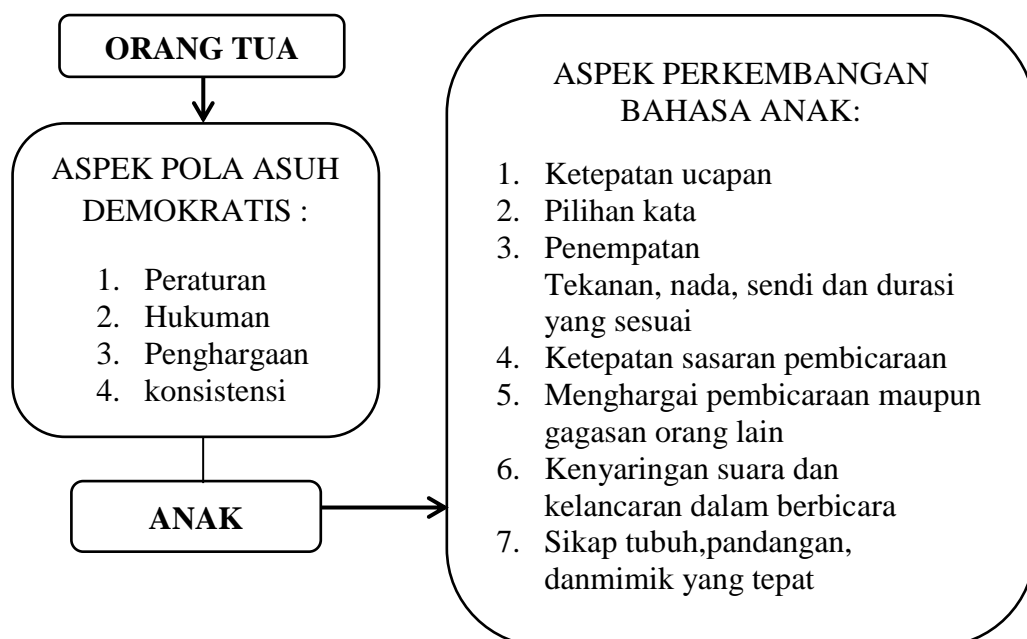 ORANG TUA
ASPEK POLA ASUH
DEMOKRATIS :
1. Peraturan
2. Hukuman
3. Penghargaan
4. konsistensi
ANAK
ASPEK PERKEMBANGAN
BAHASA ANAK:
1. Ketepatan ucapan
2. Pilihan kata
3. Penempatan
Tekanan, nada, sendi dan durasi
yang sesuai
4. Ketepatan sasaran pembicaraan
5. Menghargai pembicaraan maupun
gagasan orang lain
6. Kenyaringan suara dan
kelancaran dalam berbicara
7. Sikap tubuh,pandangan,
danmimik yang tepat